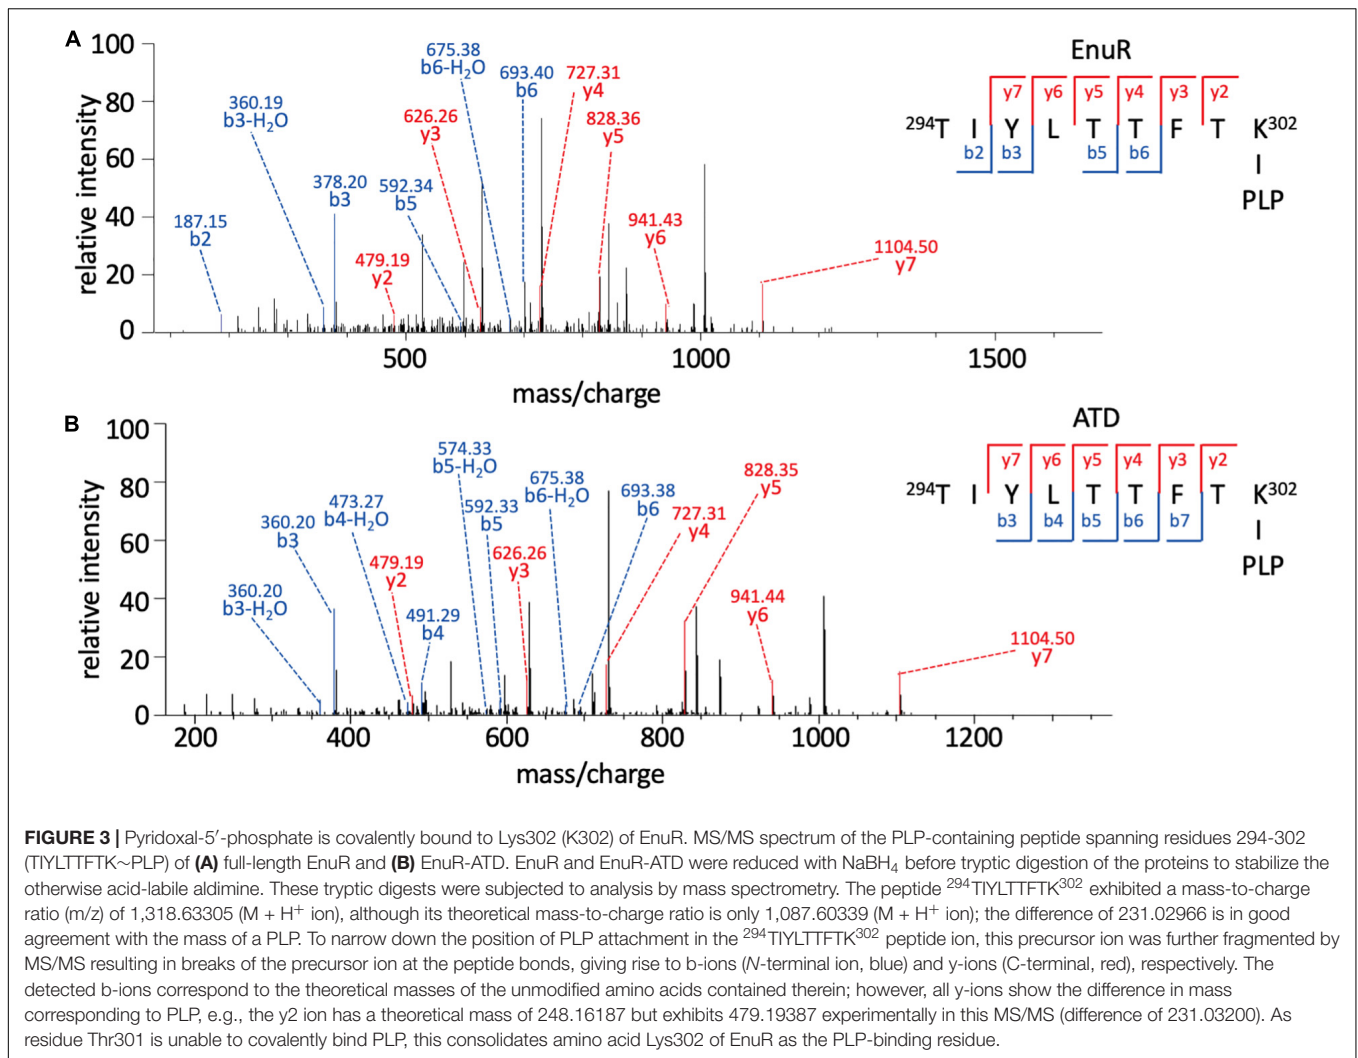 A
EnuR
relative intensity
100
80
60
40
20
0
500
1000
1500
mass/charge
187.15
b2
360.19
b3-H₂O
378.20
b3
479.19
y2
592.34
b5
626.26
y3
675.38
b6-H₂O
693.40
b6
727.31
y4
828.36
y5
941.43
y6
1104.50
y7
y7 y6 y5 y4 y3 y2
²⁹⁴T I Y L T T F T K³⁰²
b2 b3 b5 b6
PLP
B
ATD
relative intensity
100
80
60
40
20
0
200
400
600
800
1000
1200
mass/charge
360.20
b3-H₂O
360.20
b3
473.27
b4-H₂O
479.19
y2
491.29
b4
574.33
b5-H₂O
592.33
b5
626.26
y3
675.38
b6-H₂O
693.38
b6
727.31
y4
828.35
y5
941.44
y6
1104.50
y7
y7 y6 y5 y4 y3 y2
²⁹⁴T I Y L T T F T K³⁰²
b3 b4 b5 b6 b7
PLP
FIGURE 3 | Pyridoxal-5′-phosphate is covalently bound to Lys302 (K302) of EnuR. MS/MS spectrum of the PLP-containing peptide spanning residues 294-302
(TIYLTTFTK∼PLP) of (A) full-length EnuR and (B) EnuR-ATD. EnuR and EnuR-ATD were reduced with NaBH₄ before tryptic digestion of the proteins to stabilize the
otherwise acid-labile aldimine. These tryptic digests were subjected to analysis by mass spectrometry. The peptide ²⁹⁴TIYLTTFTK³⁰² exhibited a mass-to-charge
ratio (m/z) of 1,318.63305 (M + H⁺ ion), although its theoretical mass-to-charge ratio is only 1,087.60339 (M + H⁺ ion); the difference of 231.02966 is in good
agreement with the mass of a PLP. To narrow down the position of PLP attachment in the ²⁹⁴TIYLTTFTK³⁰² peptide ion, this precursor ion was further fragmented by
MS/MS resulting in breaks of the precursor ion at the peptide bonds, giving rise to b-ions (N-terminal ion, blue) and y-ions (C-terminal, red), respectively. The
detected b-ions correspond to the theoretical masses of the unmodified amino acids contained therein; however, all y-ions show the difference in mass
corresponding to PLP, e.g., the y2 ion has a theoretical mass of 248.16187 but exhibits 479.19387 experimentally in this MS/MS (difference of 231.03200). As
residue Thr301 is unable to covalently bind PLP, this consolidates amino acid Lys302 of EnuR as the PLP-binding residue.